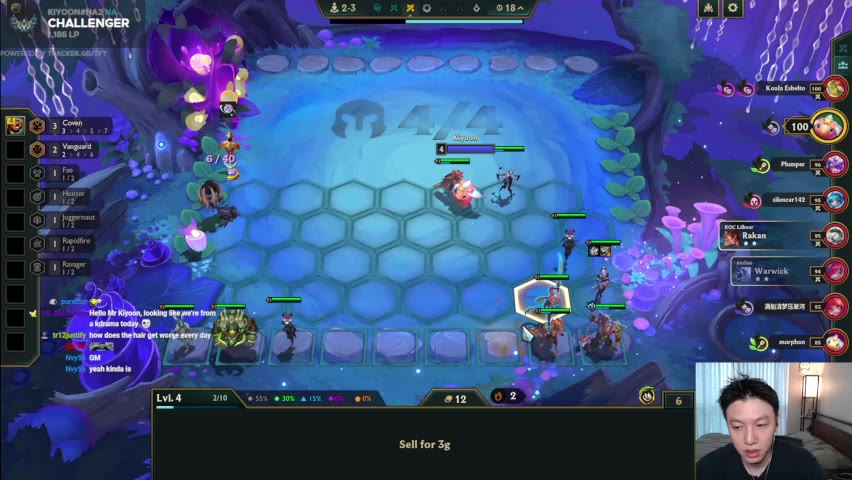 KIYOON#NA2 NA
CHALLENGER
1,186 LP
POWERED BY TRACKER.GG/TFT
2-3
18
4/4
Kiyoon
4
6 / 40
3 Coven
3 > 4 > 5 > 7
2 Vanguard
2 > 4 > 6
1 Fae
1 / 2
1 Hunter
1 / 2
1 Juggernaut
1 / 2
1 Rapidfire
1 / 2
1 Ravager
1 / 2
Koala Esbelto 100
100
Plumper 96
silencer142 95
ROC Liluear
Rakan 95
Warwick 94
93
morphan 85
Hello Mr Kiyoon, looking like we're from
a kdrama today
tr12justify how does the hair get worse every day
GM
yeah kinda is
Lvl. 4
2/10
55% 30% 15% 0% 0%
12
2
6
Sell for 3g